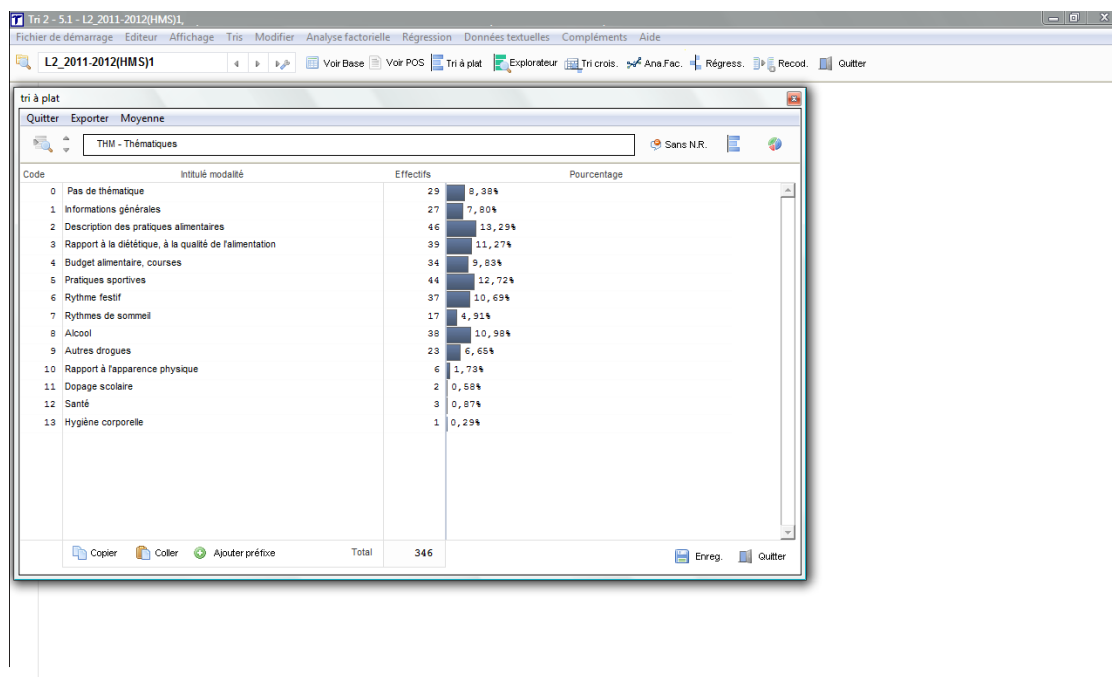 Tri 2 - 5.1 - L2_2011-2012(HMS)1,
Fichier de démarrage Editeur Affichage Tris Modifier Analyse factorielle Régression Données textuelles Compléments Aide
L2_2011-2012(HMS)1 Voir Base Voir POS Tri à plat Explorateur Tri crois. Ana.Fac. Régress. Recod. Quitter
tri à plat
Quitter Exporter Moyenne
THM - Thématiques Sans N.R.
Code Intitulé modalité Effectifs Pourcentage
0 Pas de thématique 29 8,38%
1 Informations générales 27 7,80%
2 Description des pratiques alimentaires 46 13,29%
3 Rapport à la diététique, à la qualité de l'alimentation 39 11,27%
4 Budget alimentaire, courses 34 9,83%
5 Pratiques sportives 44 12,72%
6 Rythme festif 37 10,69%
7 Rythmes de sommeil 17 4,91%
8 Alcool 38 10,98%
9 Autres drogues 23 6,65%
10 Rapport à l'apparence physique 6 1,73%
11 Dopage scolaire 2 0,58%
12 Santé 3 0,87%
13 Hygiène corporelle 1 0,29%
Copier Coller Ajouter préfixe Total 346 Enreg. Quitter